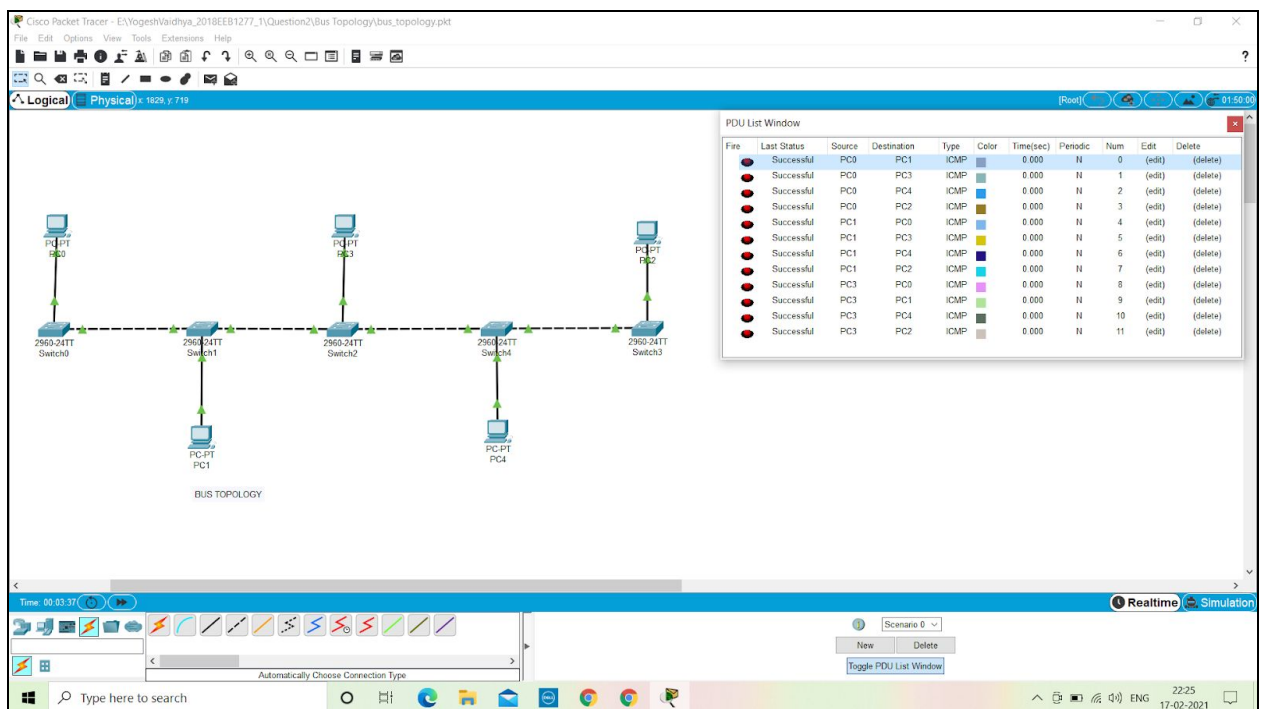 Cisco Packet Tracer - E:\YogeshVaidhya_2018EEB1277_1\Question2\Bus Topology\bus_topology.pkt
File Edit Options View Tools Extensions Help
?
Logical Physical x: 1829, y: 719 [Root] 01:50:00
PDU List Window
Fire Last Status Source Destination Type Color Time(sec) Periodic Num Edit Delete
Successful PC0 PC1 ICMP 0.000 N 0 (edit) (delete)
Successful PC0 PC3 ICMP 0.000 N 1 (edit) (delete)
Successful PC0 PC4 ICMP 0.000 N 2 (edit) (delete)
Successful PC0 PC2 ICMP 0.000 N 3 (edit) (delete)
Successful PC1 PC0 ICMP 0.000 N 4 (edit) (delete)
Successful PC1 PC3 ICMP 0.000 N 5 (edit) (delete)
Successful PC1 PC4 ICMP 0.000 N 6 (edit) (delete)
Successful PC1 PC2 ICMP 0.000 N 7 (edit) (delete)
Successful PC3 PC0 ICMP 0.000 N 8 (edit) (delete)
Successful PC3 PC1 ICMP 0.000 N 9 (edit) (delete)
Successful PC3 PC4 ICMP 0.000 N 10 (edit) (delete)
Successful PC3 PC2 ICMP 0.000 N 11 (edit) (delete)
PC-PT
PC0
PC-PT
PC3
PC-PT
PC2
2960-24TT
Switch0
2960-24TT
Switch1
2960-24TT
Switch2
2960-24TT
Switch4
2960-24TT
Switch3
PC-PT
PC1
PC-PT
PC4
BUS TOPOLOGY
Time: 00:03:37 Realtime Simulation
Scenario 0
New Delete
Toggle PDU List Window
Automatically Choose Connection Type
Type here to search
DELL
ENG
22:25
17-02-2021